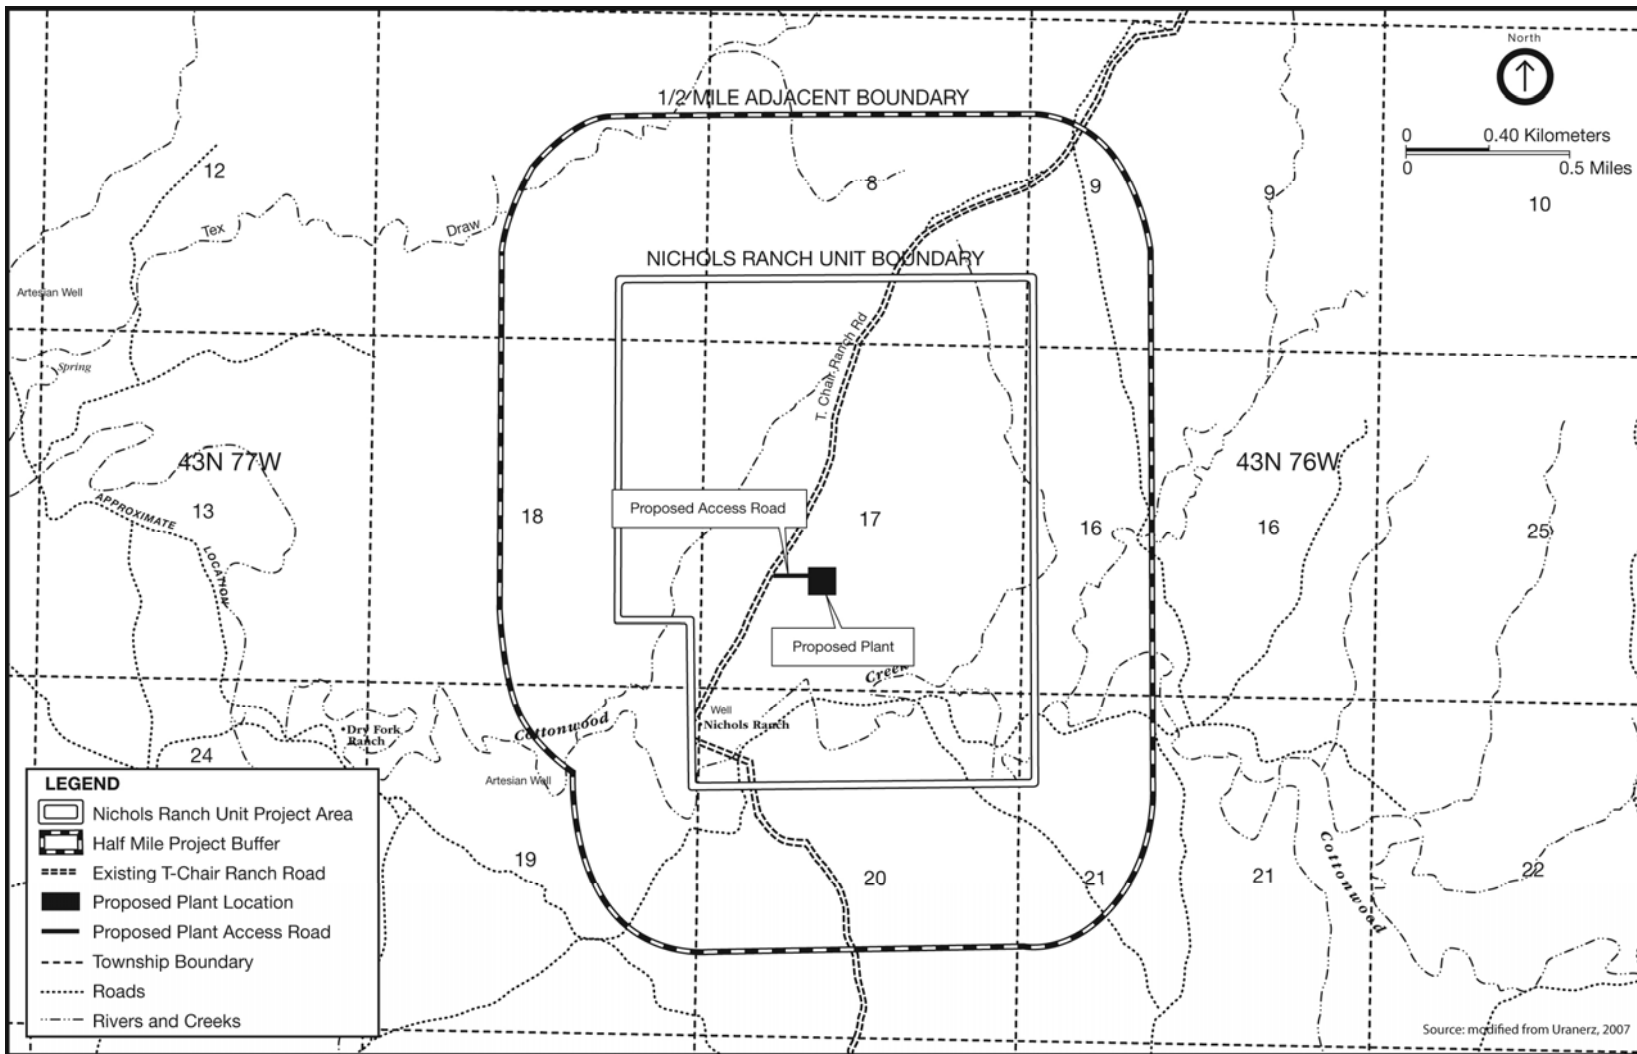 North
0 0.40 Kilometers
0 0.5 Miles
1/2 MILE ADJACENT BOUNDARY
12
8
9
9
10
Tex
Draw
NICHOLS RANCH UNIT BOUNDARY
Artesian Well
Spring
T. Chair Ranch Rd
43N 77W
43N 76W
APPROXIMATE
LOCATION
13
18
Proposed Access Road
17
16
16
25
Proposed Plant
Creek
Well
Nichols Ranch
Cottonwood
Dry Fork
Ranch
24
Artesian Well
19
20
21
21
22
Cottonwood
LEGEND
Nichols Ranch Unit Project Area
Half Mile Project Buffer
Existing T-Chair Ranch Road
Proposed Plant Location
Proposed Plant Access Road
Township Boundary
Roads
Rivers and Creeks
Source: modified from Uranerz, 2007